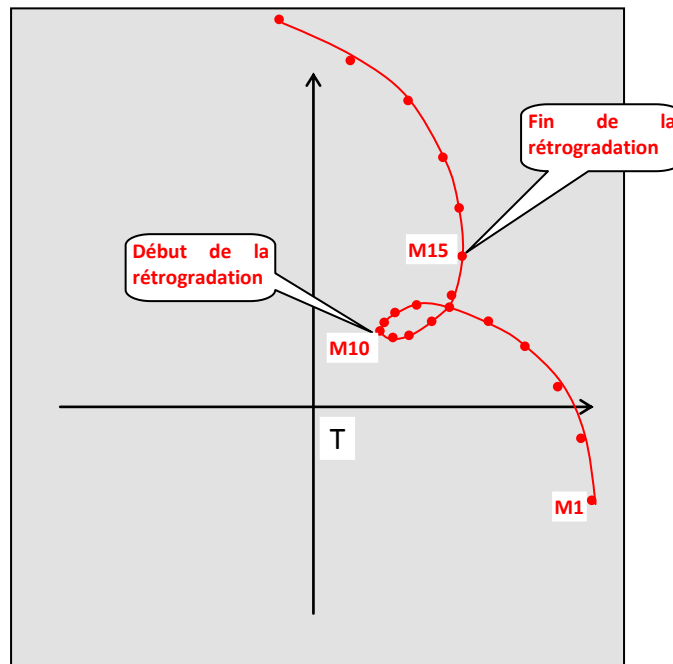 Fin de la
rétrogradation
Début de la
rétrogradation
M15
M10
T
M1